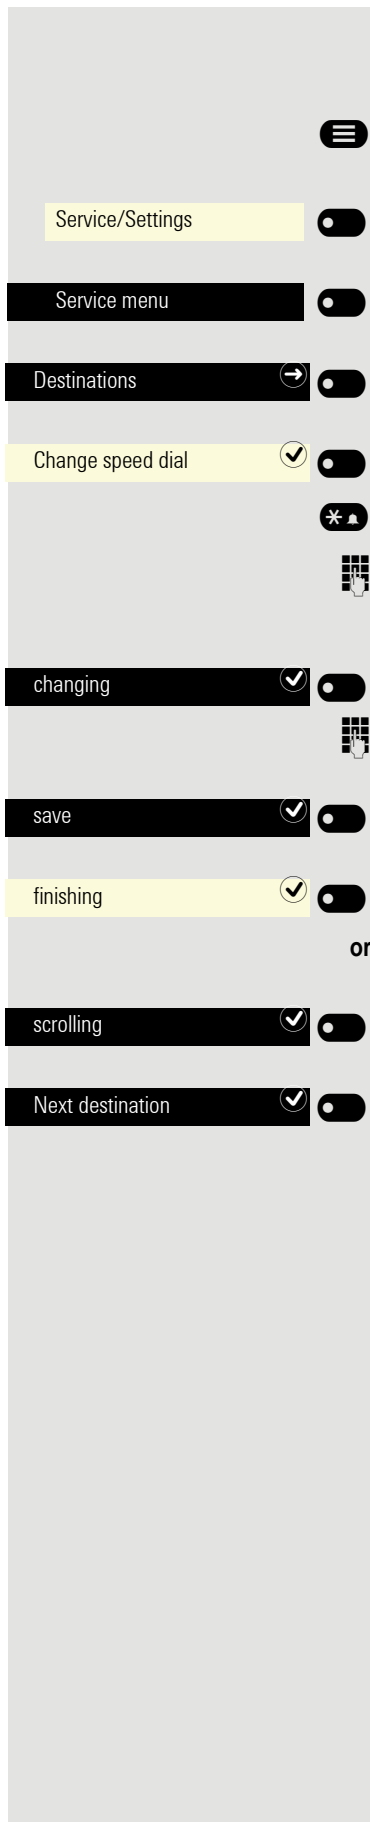 Service/Settings
Service menu
Destinations
Change speed dial
changing
save
finishing
or
scrolling
Next destination